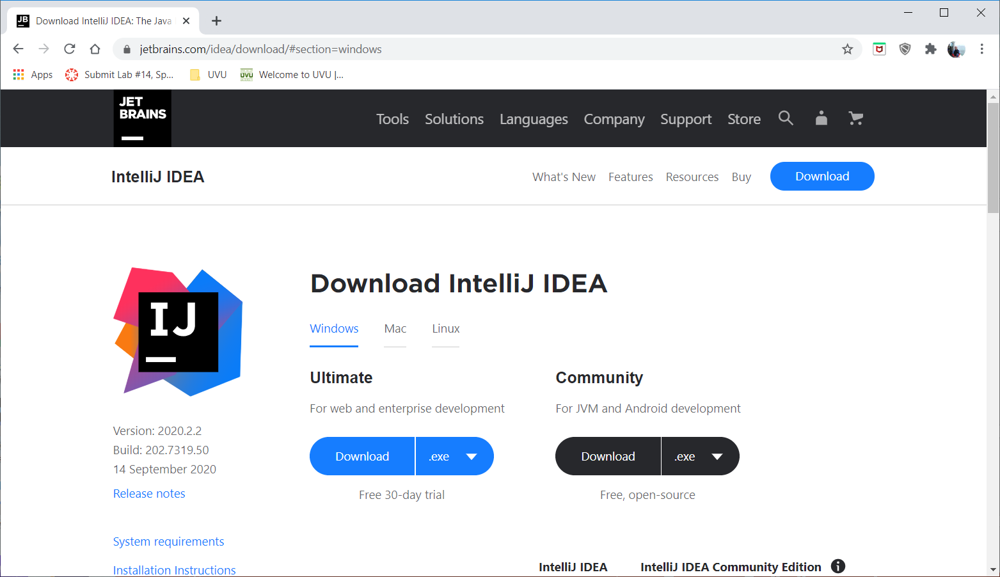 JB Download IntelliJ IDEA: The Java
jetbrains.com/idea/download/#section=windows
Apps Submit Lab #14, Sp... UVU UVU Welcome to UVU |...
JET
BRAINS
Tools Solutions Languages Company Support Store
IntelliJ IDEA What's New Features Resources Buy Download
IJ
Download IntelliJ IDEA
Windows Mac Linux
Ultimate Community
For web and enterprise development For JVM and Android development
Download .exe Download .exe
Free 30-day trial Free, open-source
Version: 2020.2.2
Build: 202.7319.50
14 September 2020
Release notes
System requirements
Installation Instructions
IntelliJ IDEA IntelliJ IDEA Community Edition